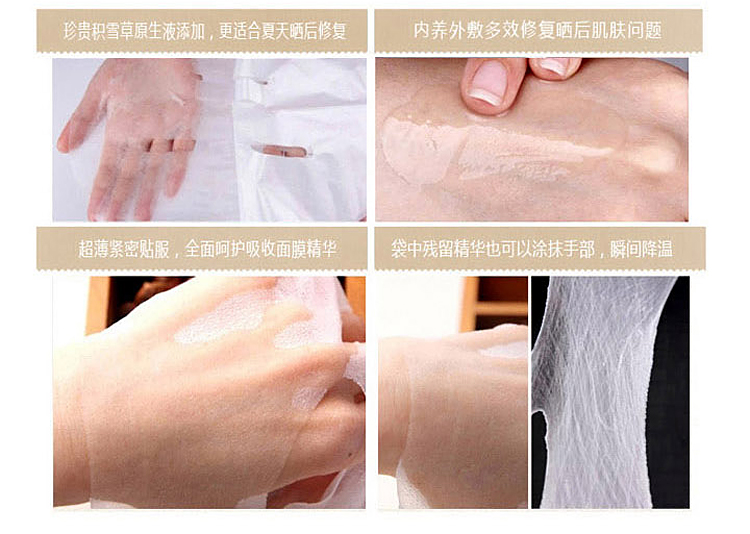 珍贵积雪草原生液添加，更适合夏天晒后修复
内养外敷多效修复晒后肌肤问题
超薄紧密贴服，全面呵护吸收面膜精华
袋中残留精华也可以涂抹手部，瞬间降温